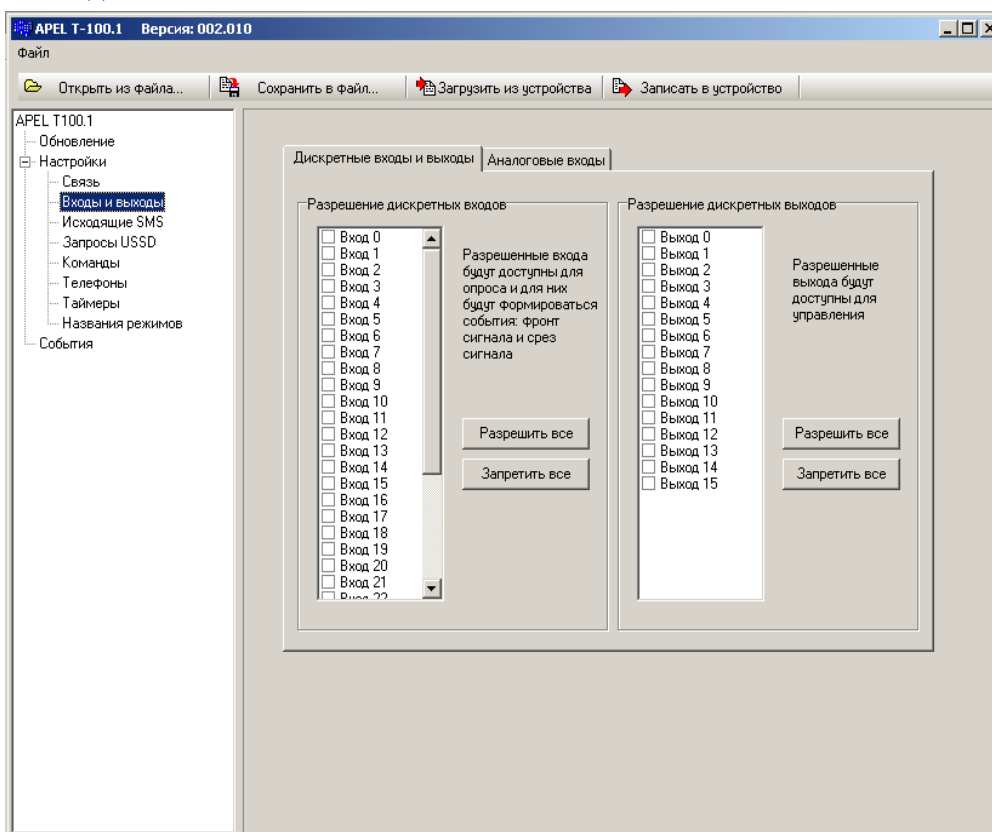 APEL T-100.1 Версия: 002.010
Файл
Открыть из файла... Сохранить в файл... Загрузить из устройства Записать в устройство
APEL T100.1
Обновление
Настройки
Связь
Входы и выходы
Исходящие SMS
Запросы USSD
Команды
Телефоны
Таймеры
Названия режимов
События
Дискретные входы и выходы Аналоговые входы
Разрешение дискретных входов
Вход 0
Вход 1
Вход 2
Вход 3
Вход 4
Вход 5
Вход 6
Вход 7
Вход 8
Вход 9
Вход 10
Вход 11
Вход 12
Вход 13
Вход 14
Вход 15
Вход 16
Вход 17
Вход 18
Вход 19
Вход 20
Вход 21
Вход 22
Разрешенные входа
будут доступны для
опроса и для них
будут формироваться
события: фронт
сигнала и срез
сигнала
Разрешить все
Запретить все
Разрешение дискретных выходов
Выход 0
Выход 1
Выход 2
Выход 3
Выход 4
Выход 5
Выход 6
Выход 7
Выход 8
Выход 9
Выход 10
Выход 11
Выход 12
Выход 13
Выход 14
Выход 15
Разрешенные
выхода будут
доступны для
управления
Разрешить все
Запретить все